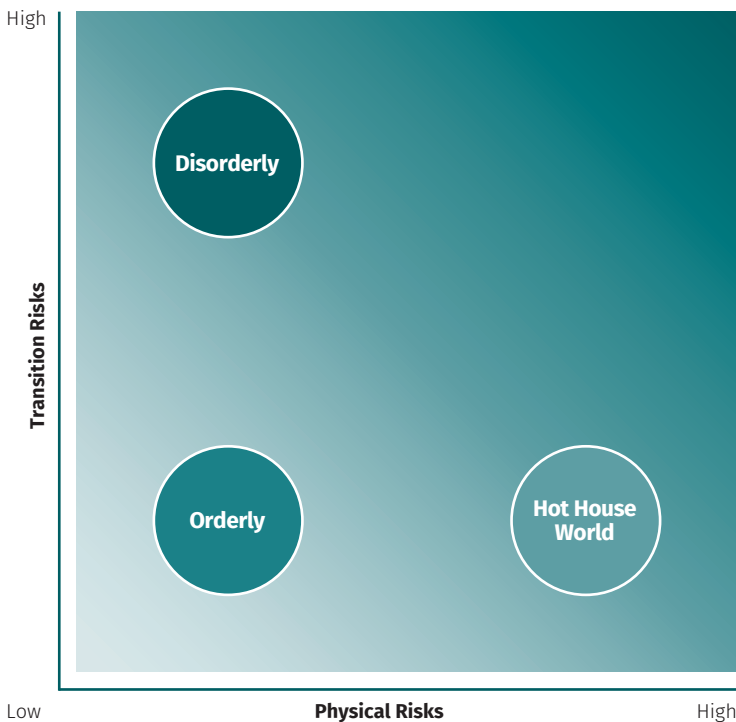 High
Disorderly
Transition Risks
Orderly
Hot House
World
Low
Physical Risks
High